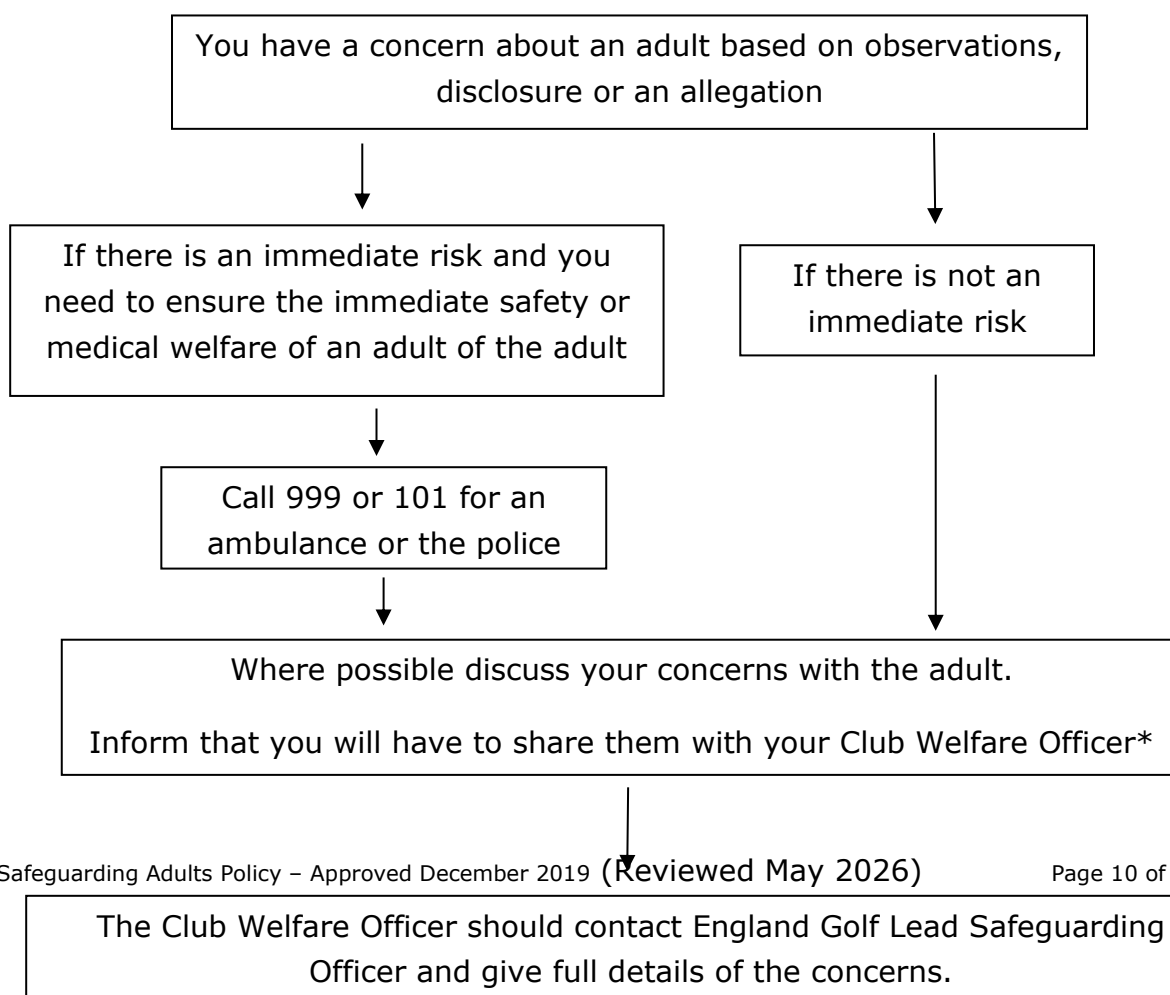 You have a concern about an adult based on observations,
disclosure or an allegation
If there is an immediate risk and you
need to ensure the immediate safety or
medical welfare of an adult of the adult
If there is not an
immediate risk
Call 999 or 101 for an
ambulance or the police
Where possible discuss your concerns with the adult.
Inform that you will have to share them with your Club Welfare Officer*
Safeguarding Adults Policy – Approved December 2019 (Reviewed May 2026) Page 10 of
The Club Welfare Officer should contact England Golf Lead Safeguarding
Officer and give full details of the concerns.